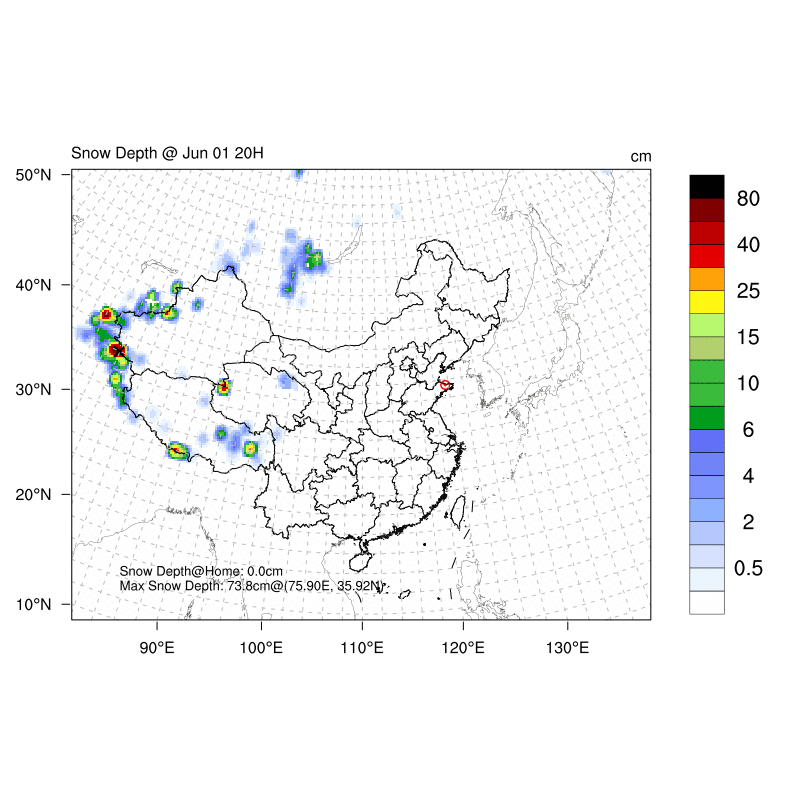 Snow Depth @ Jun 01 20H
cm
50°N
40°N
30°N
20°N
10°N
80
40
25
15
10
6
4
2
0.5
Snow Depth@Home: 0.0cm
Max Snow Depth: 73.8cm@(75.90E, 35.92N)
90°E
100°E
110°E
120°E
130°E